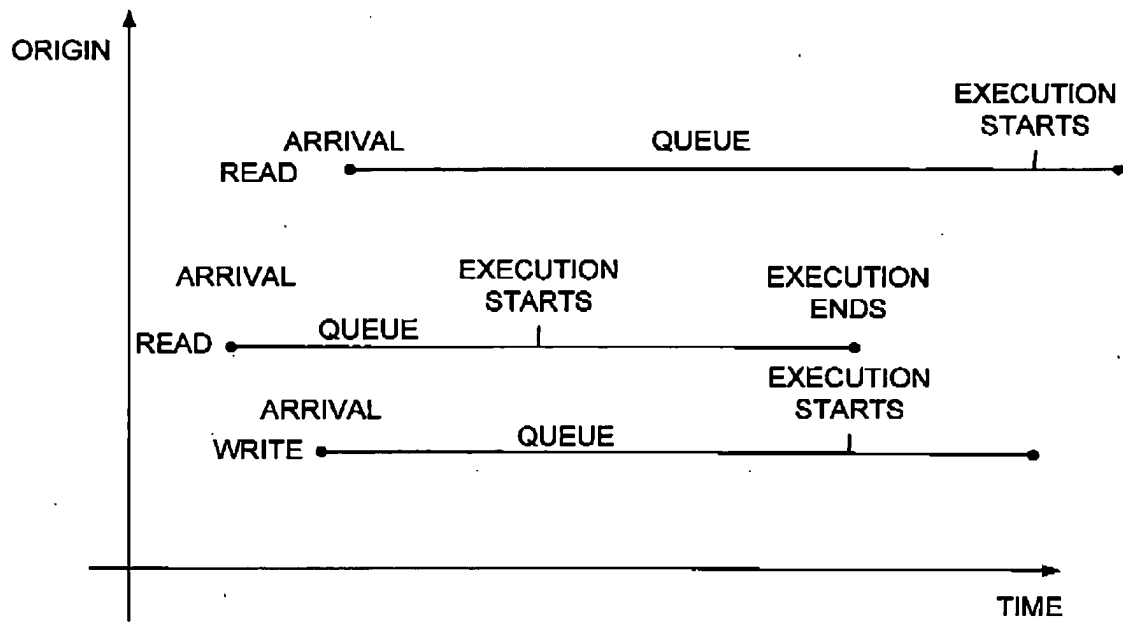 ORIGIN
EXECUTION
STARTS
ARRIVAL
QUEUE
READ
ARRIVAL
EXECUTION
STARTS
EXECUTION
ENDS
QUEUE
READ
EXECUTION
STARTS
ARRIVAL
QUEUE
WRITE
TIME